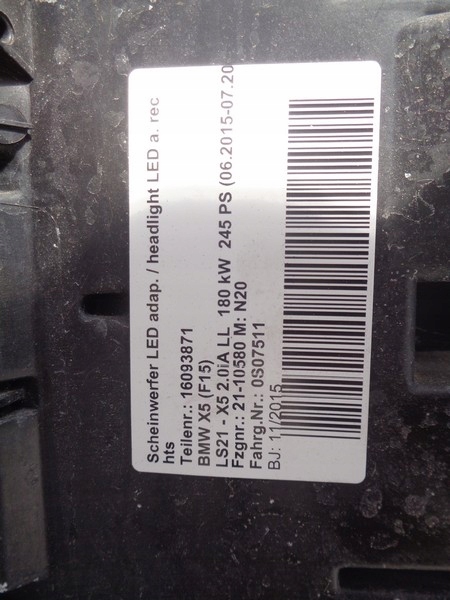 Scheinwerfer LED adap. / headlight LED a. rec
hts
Teilenr.: 16093871
BMW X5 (F15)
LS21 - X5 2.0iA LL 180 kW 245 PS (06.2015-07.20
Fzgnr.: 21-10580 M: N20
Fahrg.Nr.: 0S07511
BJ: 11/2015